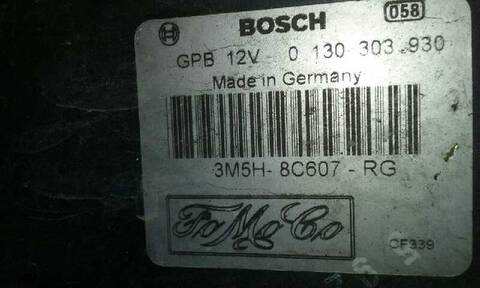 BOSCH
058
GPB 12V 0 130 303 930
Made in Germany
3M5H- 8C607 - RG
FoMoCo
CF339